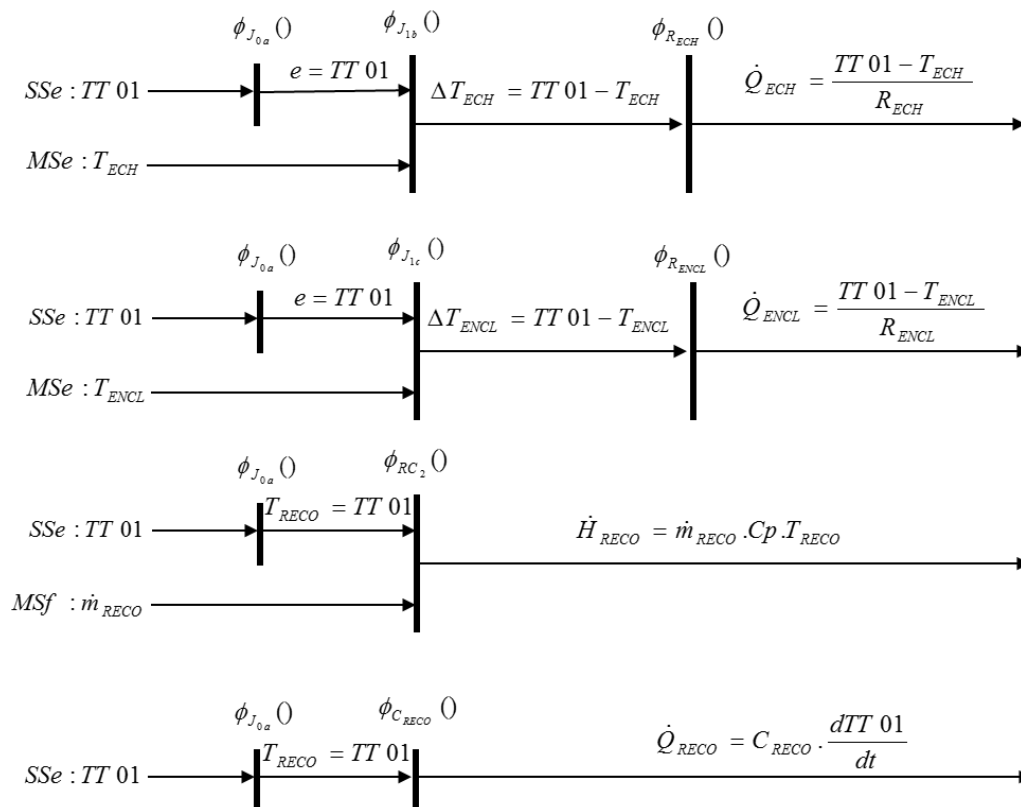 ϕ_{J_{0a}}() ϕ_{J_{1b}}() ϕ_{R_{ECH}}()
SSe : TT 01 e = TT 01 ΔT_{ECH} = TT 01 − T_{ECH} Q̇_{ECH} = \frac{TT 01 − T_{ECH}}{R_{ECH}}
MSe : T_{ECH}
ϕ_{J_{0a}}() ϕ_{J_{1c}}() ϕ_{R_{ENCL}}()
SSe : TT 01 e = TT 01 ΔT_{ENCL} = TT 01 − T_{ENCL} Q̇_{ENCL} = \frac{TT 01 − T_{ENCL}}{R_{ENCL}}
MSe : T_{ENCL}
ϕ_{J_{0a}}() ϕ_{RC_2}()
SSe : TT 01 T_{RECO} = TT 01 Ḣ_{RECO} = ṁ_{RECO} .Cp .T_{RECO}
MSf : ṁ_{RECO}
ϕ_{J_{0a}}() ϕ_{C_{RECO}}()
SSe : TT 01 T_{RECO} = TT 01 Q̇_{RECO} = C_{RECO} . \frac{dTT 01}{dt}